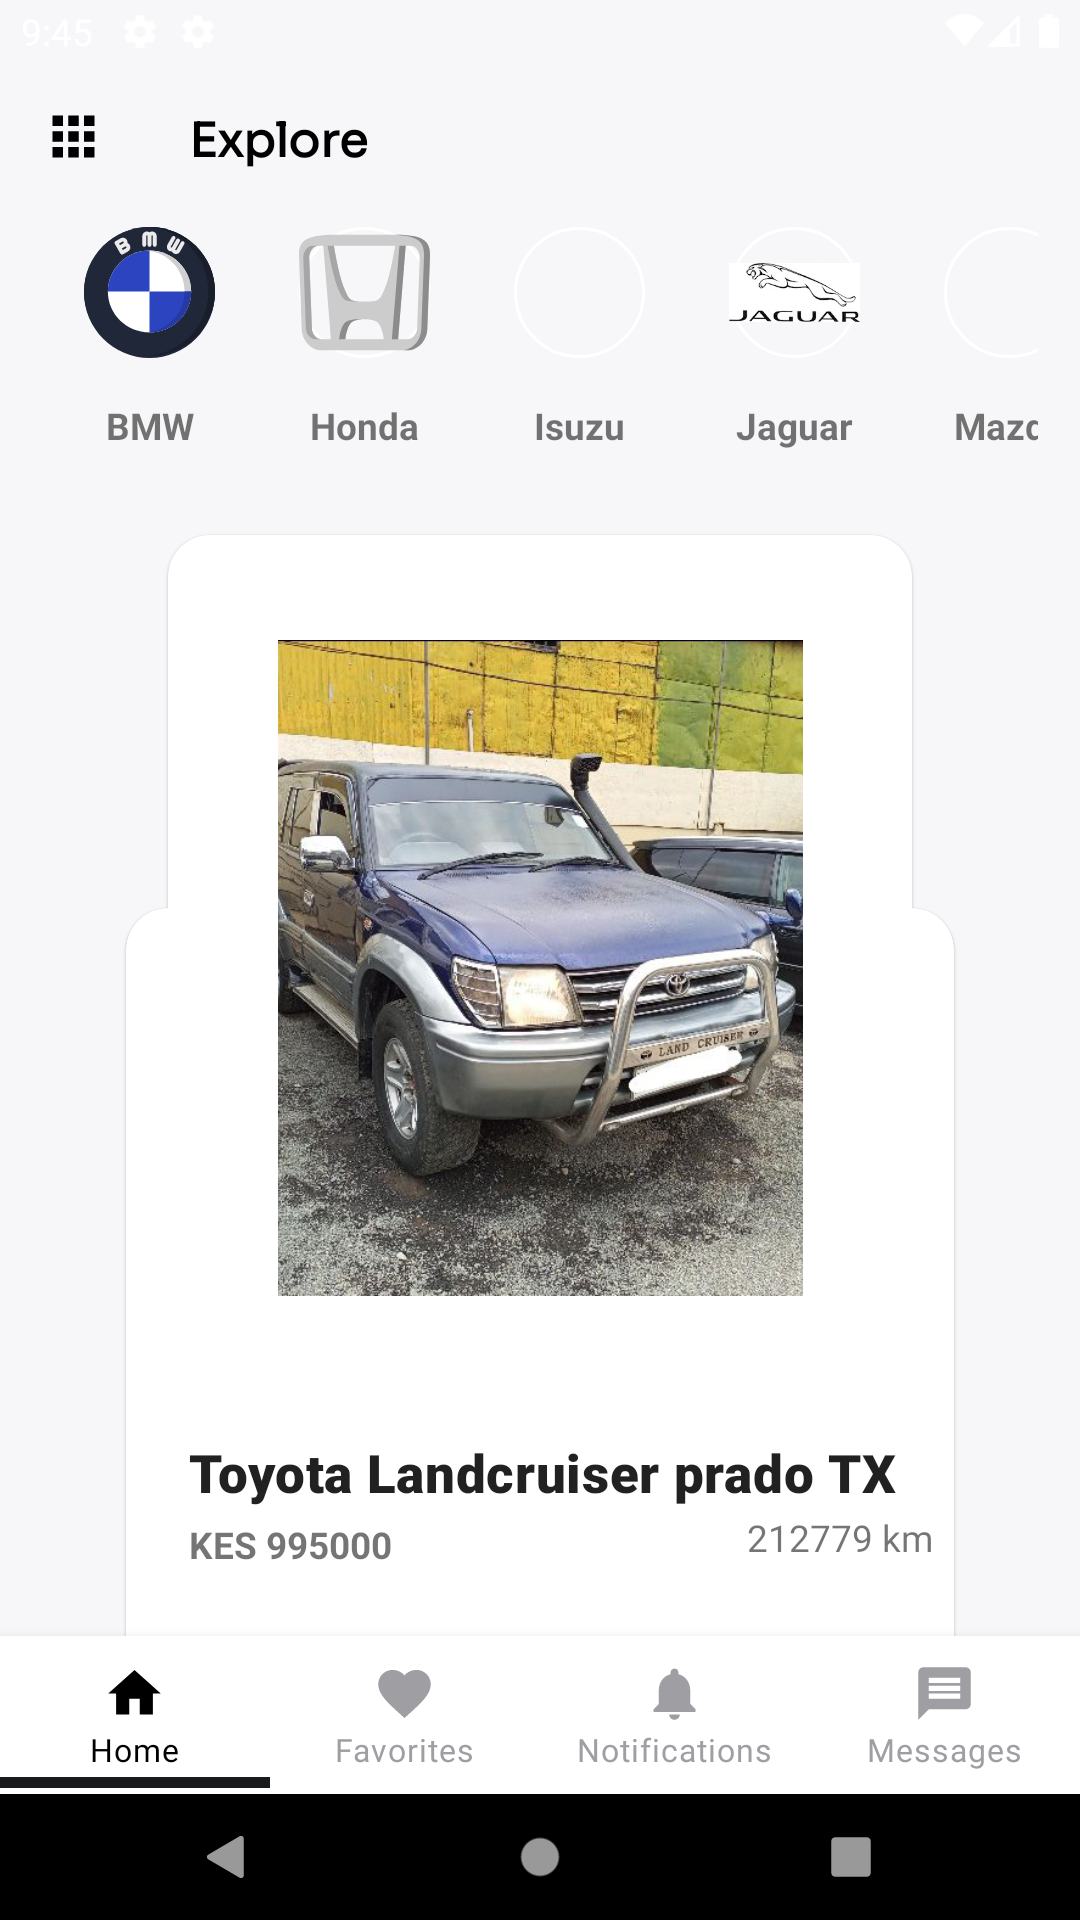 9:45
Explore
BMW
JAGUAR
BMW Honda Isuzu Jaguar Mazd
LAND CRUISER
Toyota Landcruiser prado TX
KES 995000 212779 km
Home Favorites Notifications Messages